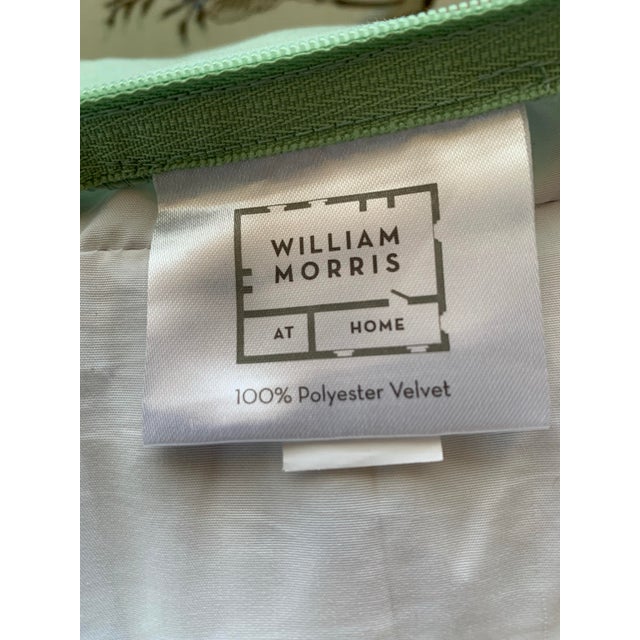 WILLIAM
MORRIS
AT HOME
100% Polyester Velvet